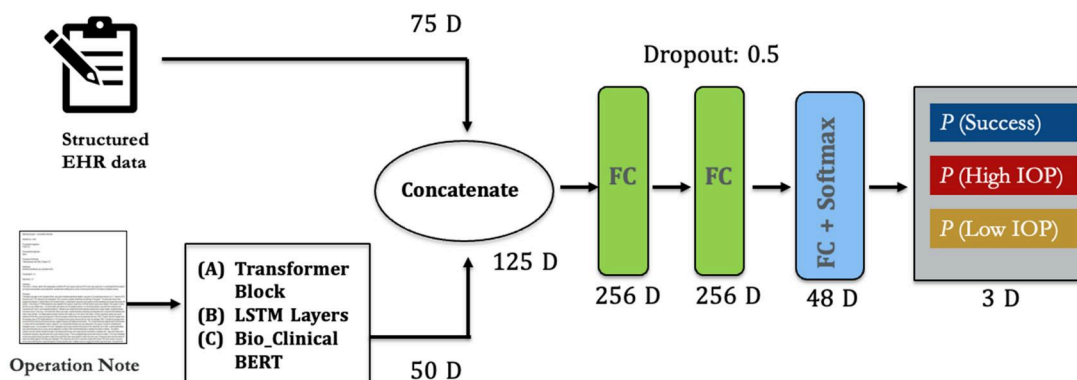 75 D
Structured
EHR data
Dropout: 0.5
Concatenate
125 D
(A) Transformer
Block
(B) LSTM Layers
(C) Bio_Clinical
BERT
Operation Note
50 D
FC
256 D
FC
256 D
FC + Softmax
48 D
P (Success)
P (High IOP)
P (Low IOP)
3 D